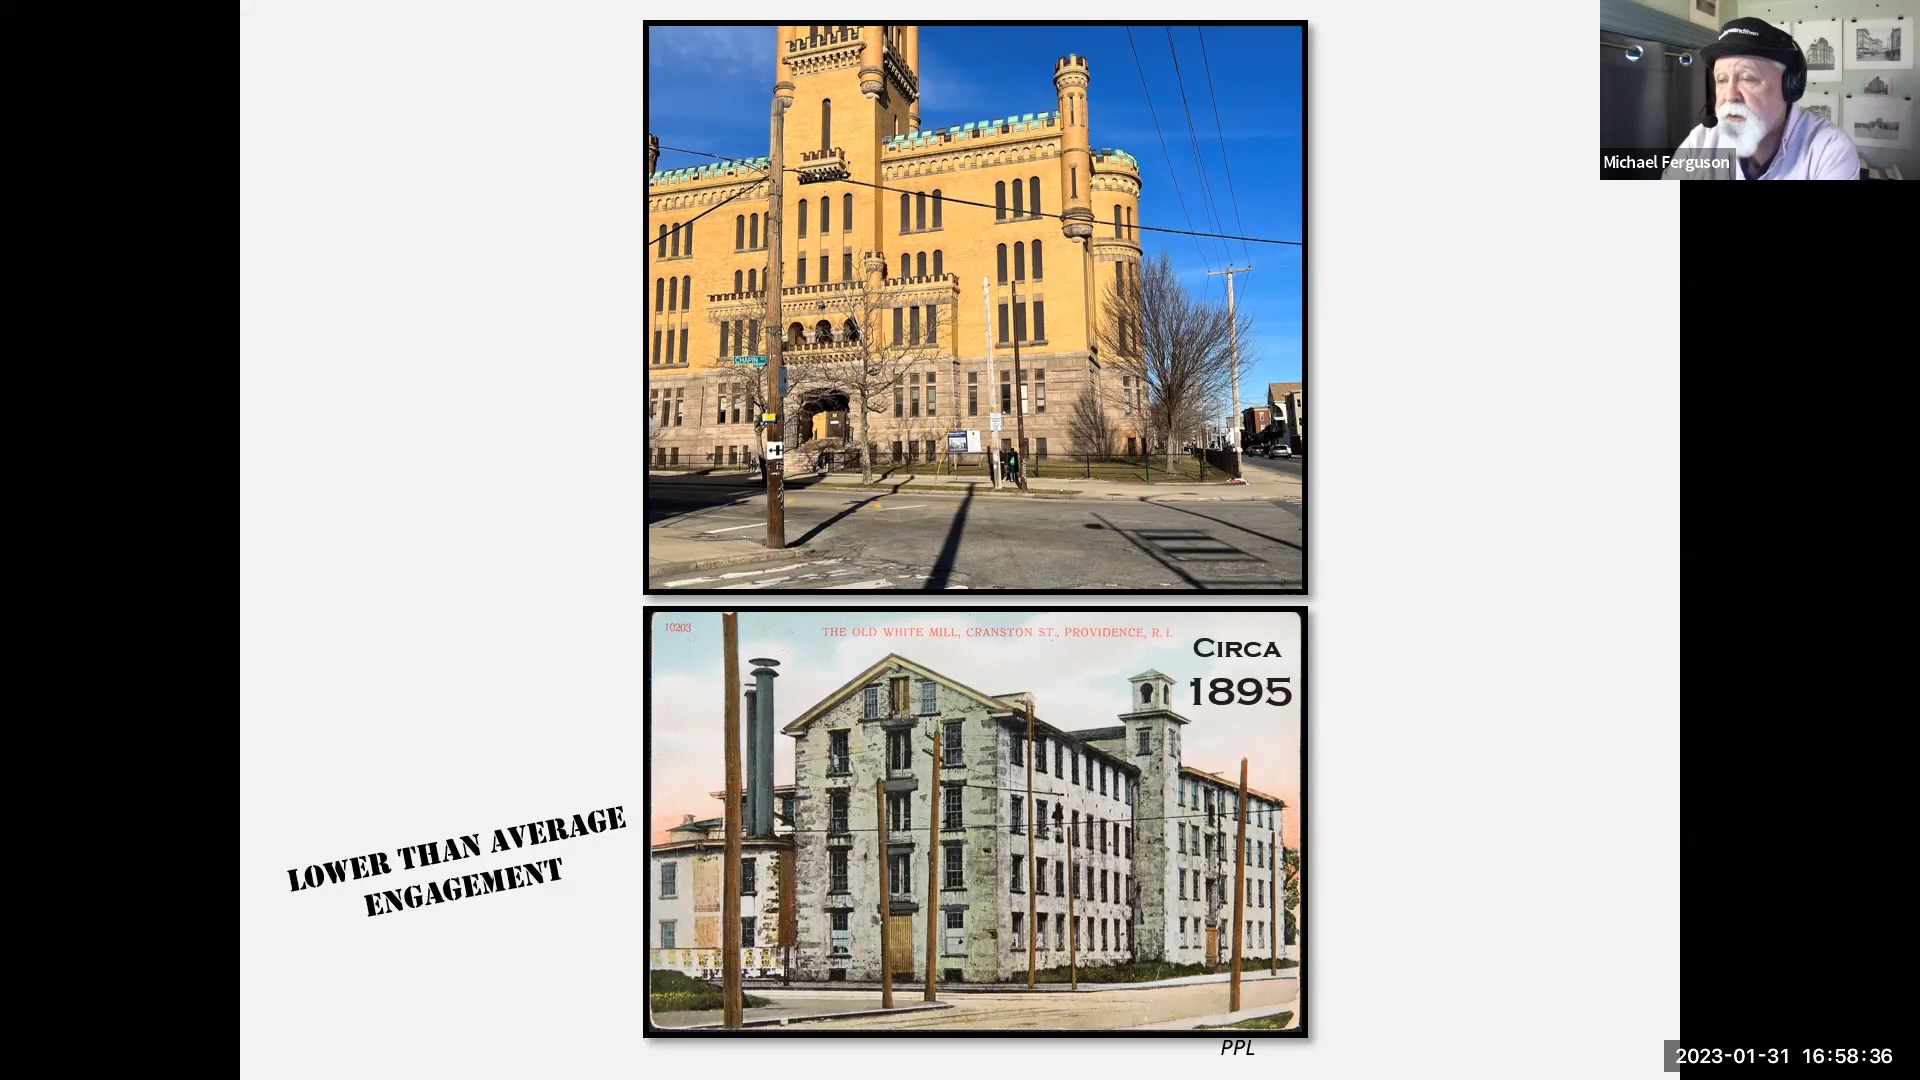 Michael Ferguson
CHAPIN
10203
THE OLD WHITE MILL, CRANSTON ST., PROVIDENCE, R. I.
CIRCA
1895
LOWER THAN AVERAGE
ENGAGEMENT
PPL
2023-01-31 16:58:36